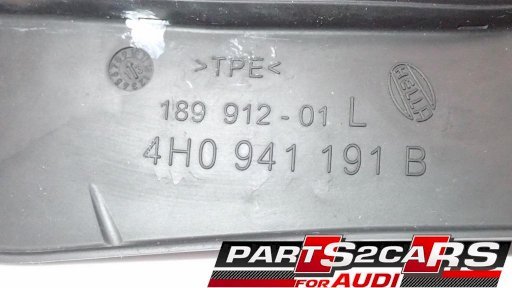 >TPE<
HELLA
189 912-01 L
4H0 941 191 B
PARTS2CARS
FOR AUDI